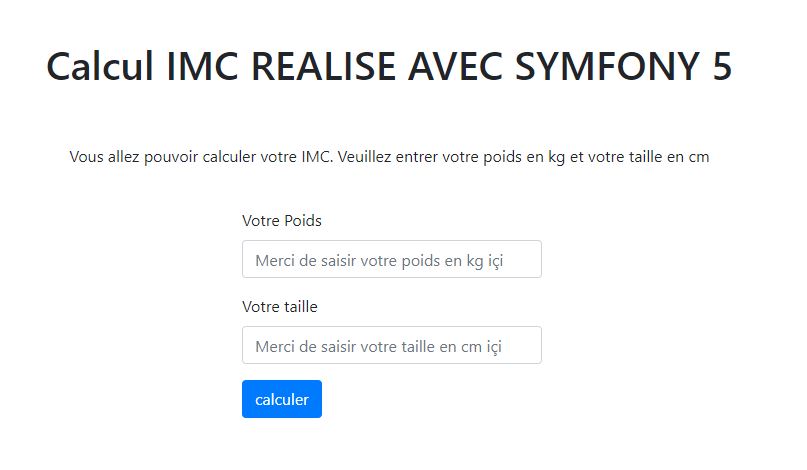 Calcul IMC REALISE AVEC SYMFONY 5
Vous allez pouvoir calculer votre IMC. Veuillez entrer votre poids en kg et votre taille en cm
Votre Poids
Merci de saisir votre poids en kg içi
Votre taille
Merci de saisir votre taille en cm içi
calculer